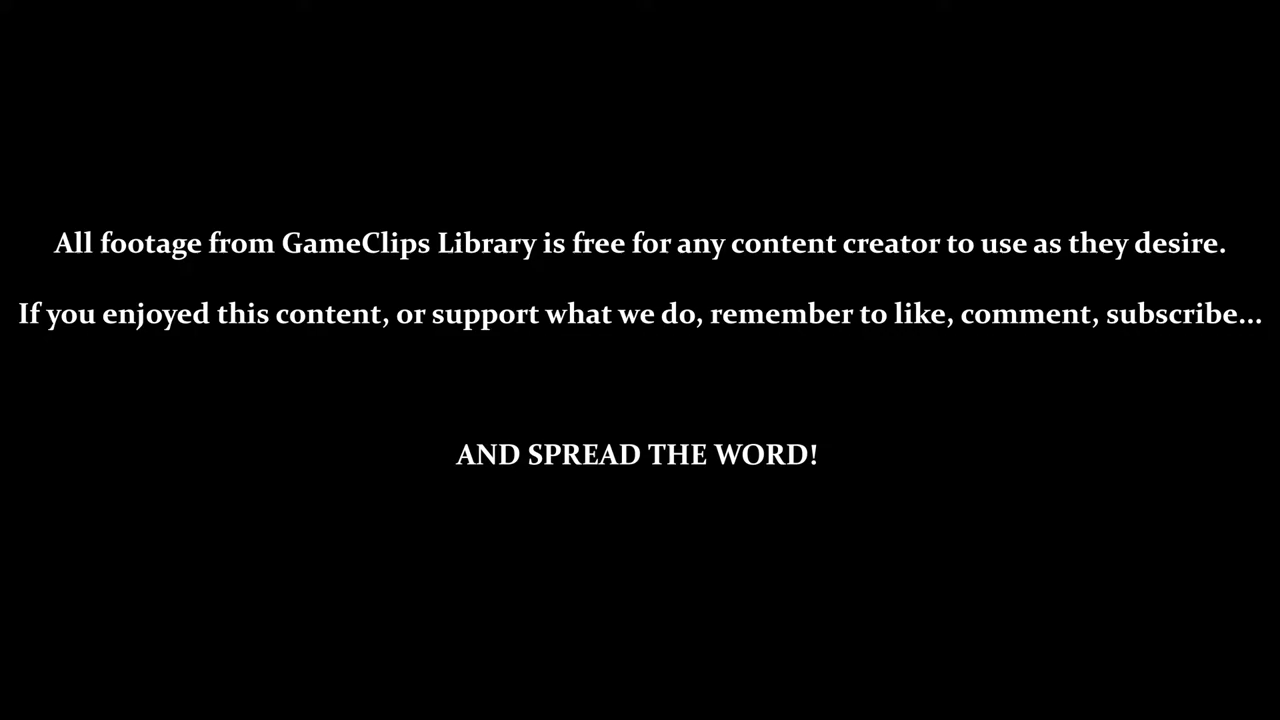 All footage from GameClips Library is free for any content creator to use as they desire.
If you enjoyed this content, or support what we do, remember to like, comment, subscribe...
AND SPREAD THE WORD!